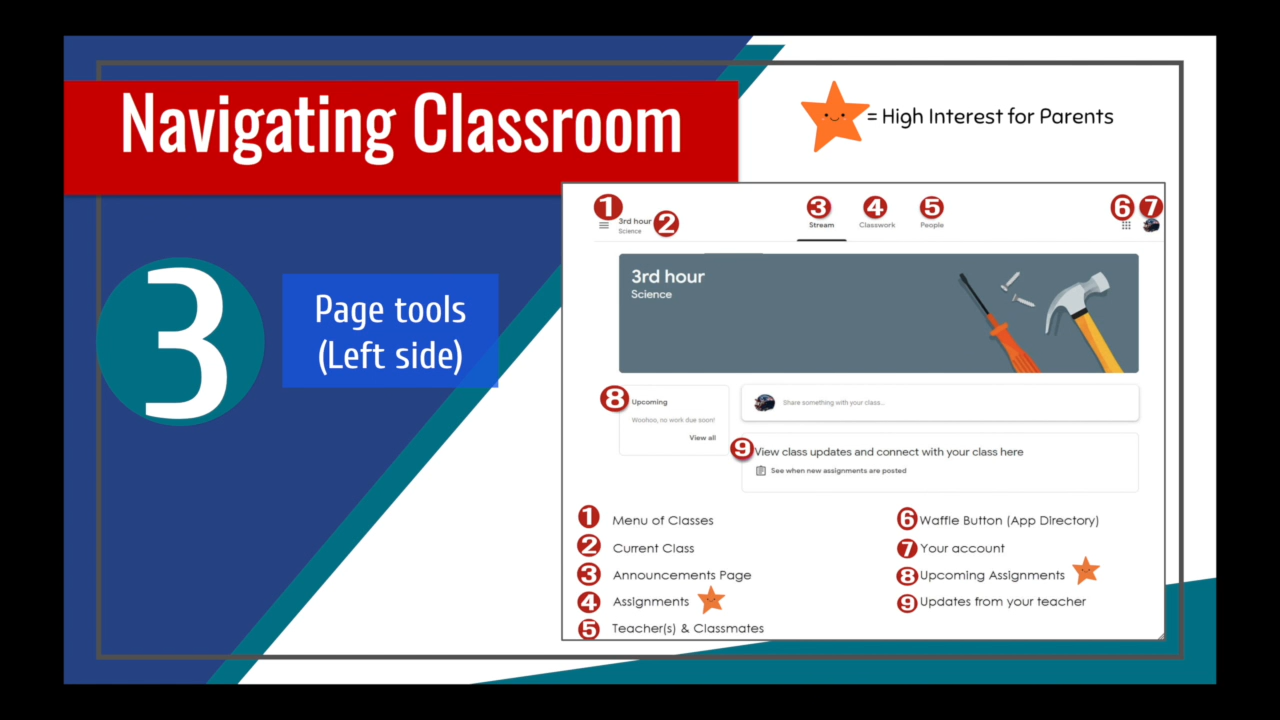 Navigating Classroom
= High Interest for Parents
3
Page tools
(Left side)
1 3 4 5 6 7
3rd hour 2
Science
Stream Classwork People
3rd hour
Science
8 Upcoming
Woohoo, no work due soon!
View all
Share something with your class...
9 View class updates and connect with your class here
See when new assignments are posted
1 Menu of Classes
2 Current Class
3 Announcements Page
4 Assignments
5 Teacher(s) & Classmates
6 Waffle Button (App Directory)
7 Your account
8 Upcoming Assignments
9 Updates from your teacher